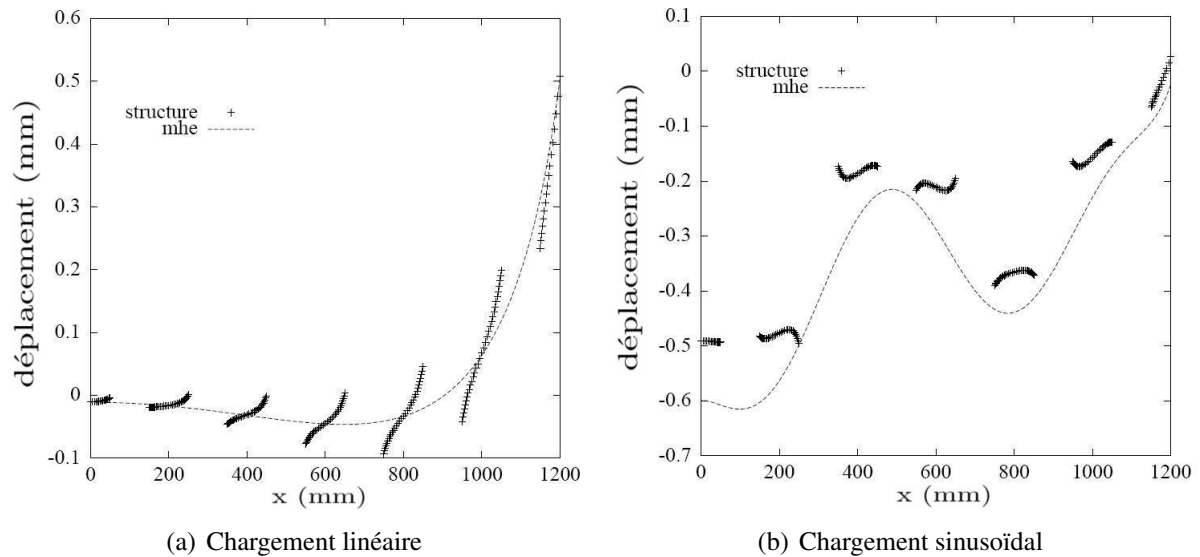 0.6
0.5
0.4
0.3
0.2
0.1
0
-0.1
0 200 400 600 800 1000 1200
déplacement (mm)
x (mm)
structure
mhe
(a) Chargement linéaire
0.1
0
-0.1
-0.2
-0.3
-0.4
-0.5
-0.6
-0.7
0 200 400 600 800 1000 1200
déplacement (mm)
x (mm)
structure
mhe
(b) Chargement sinusoïdal